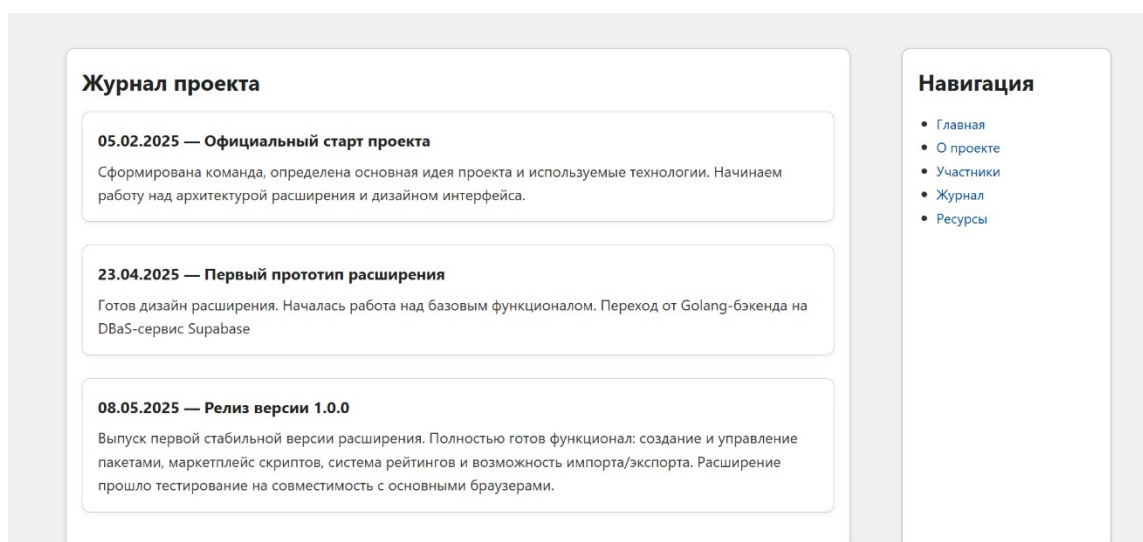 Журнал проекта
05.02.2025 — Официальный старт проекта
Сформирована команда, определена основная идея проекта и используемые технологии. Начинаем
работу над архитектурой расширения и дизайном интерфейса.
23.04.2025 — Первый прототип расширения
Готов дизайн расширения. Началась работа над базовым функционалом. Переход от Golang-бэкенда на
DBaS-сервис Supabase
08.05.2025 — Релиз версии 1.0.0
Выпуск первой стабильной версии расширения. Полностью готов функционал: создание и управление
пакетами, маркетплейс скриптов, система рейтингов и возможность импорта/экспорта. Расширение
прошло тестирование на совместимость с основными браузерами.
Навигация
Главная
О проекте
Участники
Журнал
Ресурсы